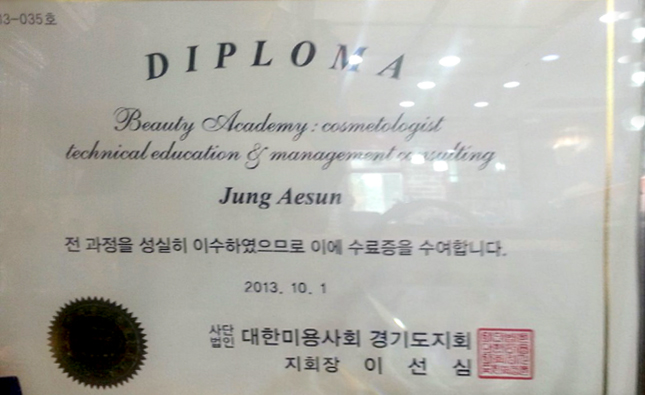 03-035호
DIPLOMA
Beauty Academy : cosmetologist
technical education & management consulting
Jung Aesun
전 과정을 성실히 이수하였으므로 이에 수료증을 수여합니다.
2013. 10. 1
사단법인 대한미용사회 경기도지회
지회장 이 선 심